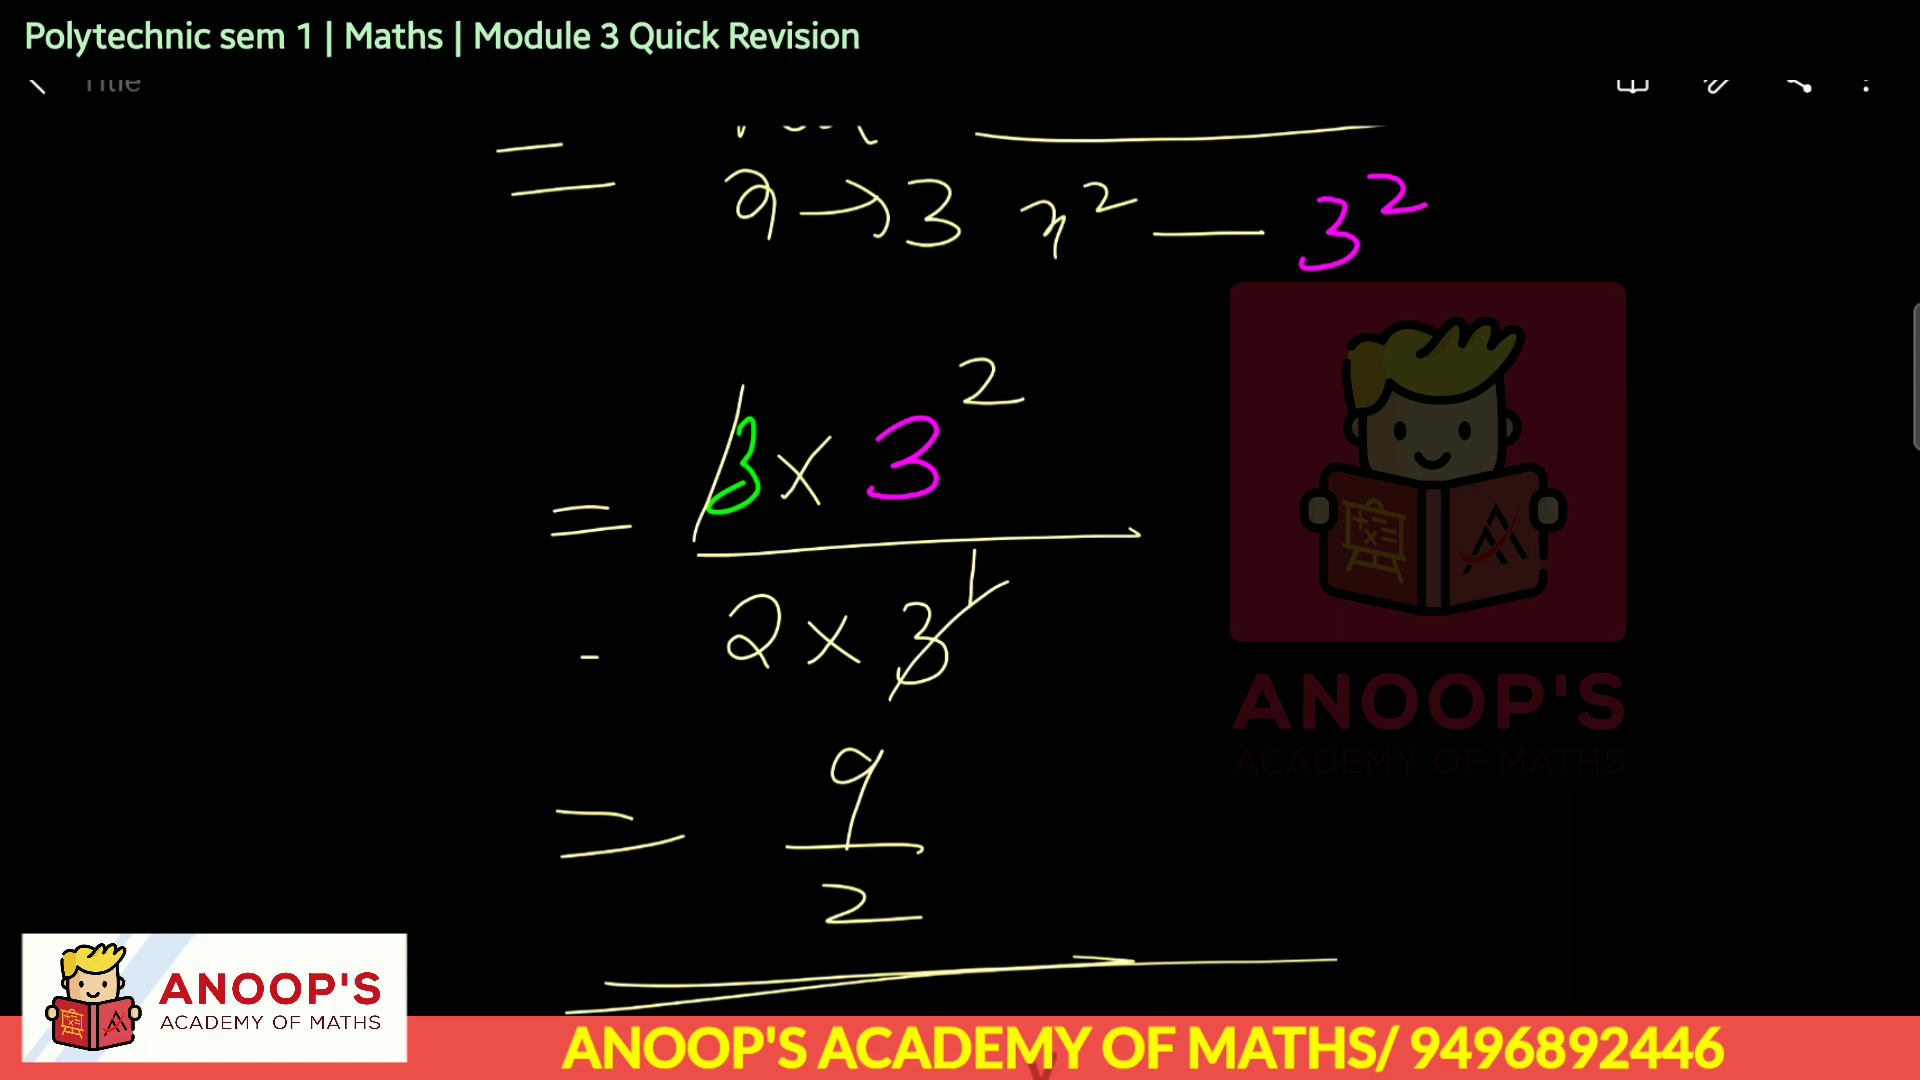 Polytechnic sem 1 | Maths | Module 3 Quick Revision
Title
=
x → 3 x² — 3²
= 3 × 3²
2 × 3¹
-
= 9
2
ANOOP'S
ACADEMY OF MATHS
ANOOP'S
ACADEMY OF MATHS
ANOOP'S ACADEMY OF MATHS/ 9496892446